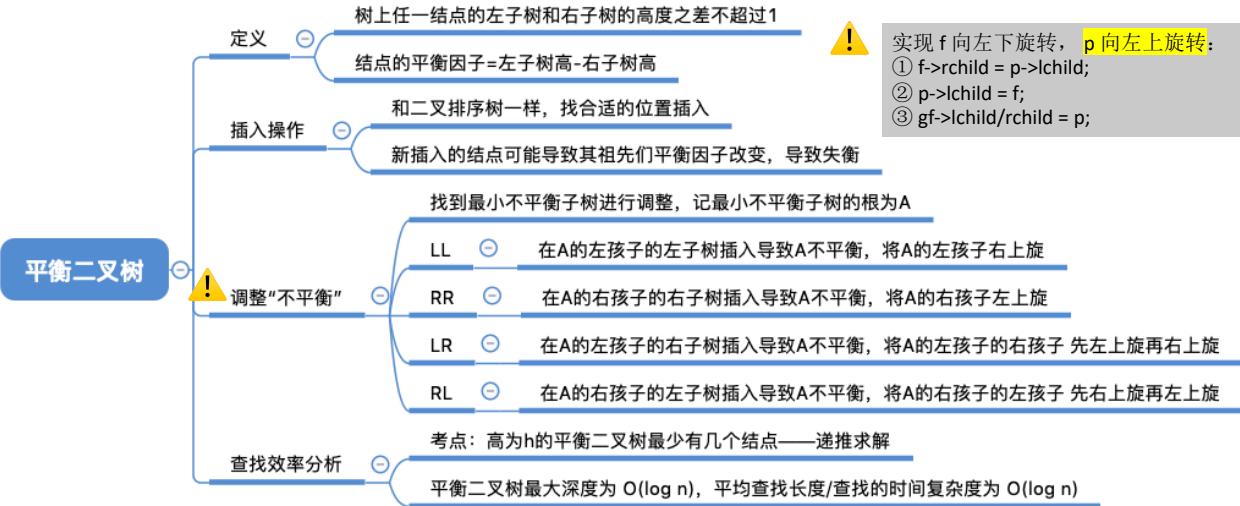 平衡二叉树
定义
树上任一结点的左子树和右子树的高度之差不超过1
结点的平衡因子=左子树高-右子树高
插入操作
和二叉排序树一样，找合适的位置插入
新插入的结点可能导致其祖先们平衡因子改变，导致失衡
调整“不平衡”
找到最小不平衡子树进行调整，记最小不平衡子树的根为A
LL
在A的左孩子的左子树插入导致A不平衡，将A的左孩子右上旋
RR
在A的右孩子的右子树插入导致A不平衡，将A的右孩子左上旋
LR
在A的左孩子的右子树插入导致A不平衡，将A的左孩子的右孩子 先左上旋再右上旋
RL
在A的右孩子的左子树插入导致A不平衡，将A的右孩子的左孩子 先右上旋再左上旋
查找效率分析
考点：高为h的平衡二叉树最少有几个结点——递推求解
平衡二叉树最大深度为 O(log n)，平均查找长度/查找的时间复杂度为 O(log n)
实现 f 向左下旋转， p 向左上旋转：
① f->rchild = p->lchild;
② p->lchild = f;
③ gf->lchild/rchild = p;